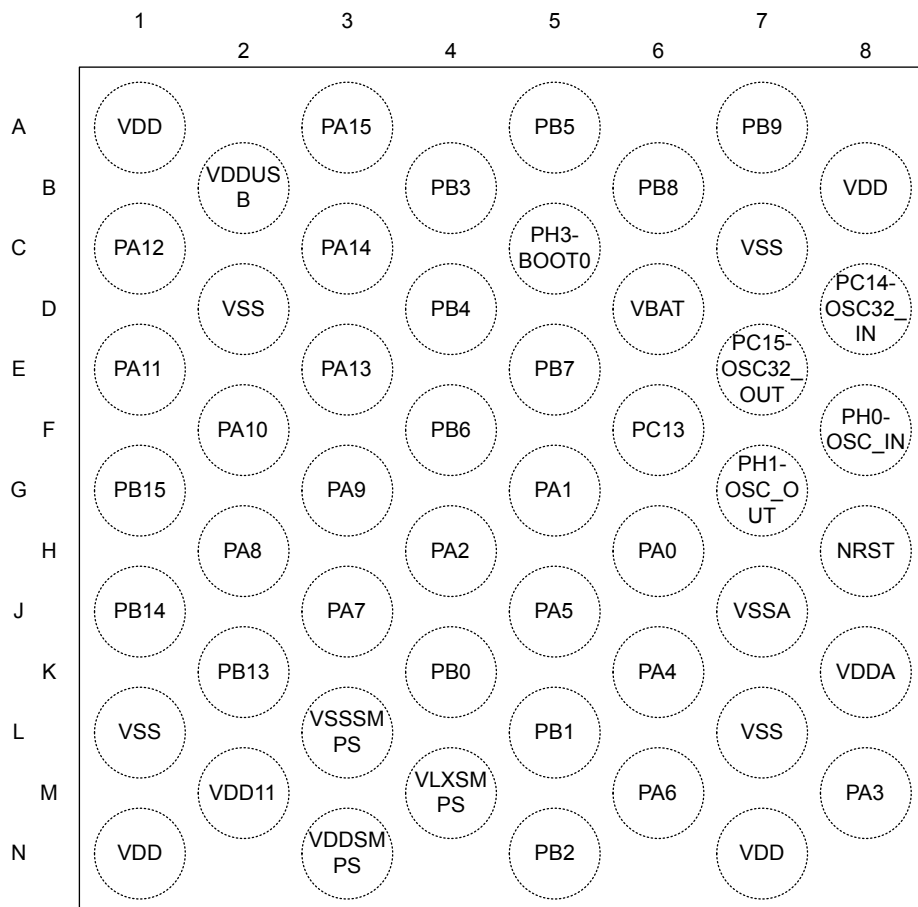 1 3 5 7
2 4 6 8
A VDD PA15 PB5 PB9
B VDDUS
B PB3 PB8 VDD
C PA12 PA14 PH3-
BOOT0 VSS
D VSS PB4 VBAT PC14-
OSC32_
IN
E PA11 PA13 PB7 PC15-
OSC32_
OUT
F PA10 PB6 PC13 PH0-
OSC_IN
G PB15 PA9 PA1 PH1-
OSC_O
UT
H PA8 PA2 PA0 NRST
J PB14 PA7 PA5 VSSA
K PB13 PB0 PA4 VDDA
L VSS VSSSM
PS PB1 VSS
M VDD11 VLXSM
PS PA6 PA3
N VDD VDDSM
PS PB2 VDD